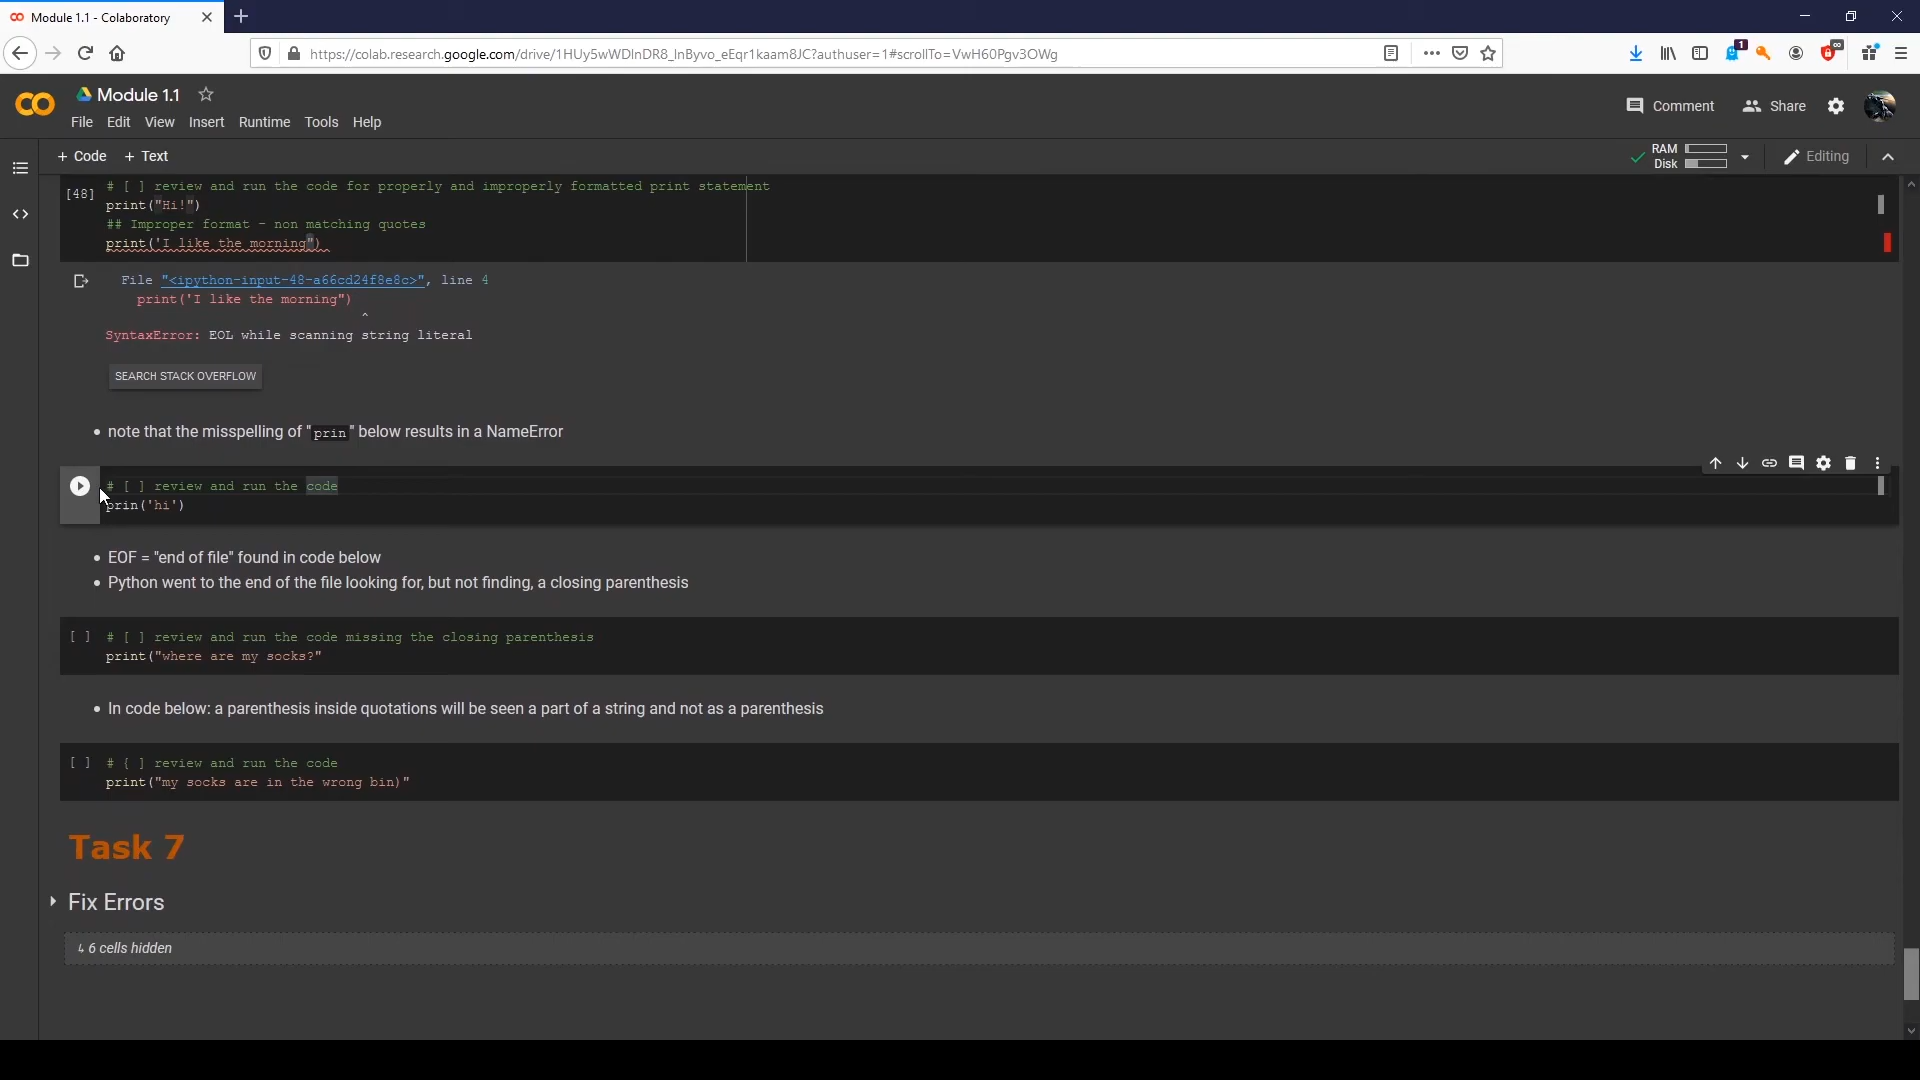 Module 1.1 - Colaboratory
https://colab.research.google.com/drive/1HUy5wWDlnDR8_lnByvo_eEqr1kaam8JC?authuser=1#scrollTo=VwH60Pgv3OWg
1
∞
Module 1.1
Comment
Share
File Edit View Insert Runtime Tools Help
+ Code + Text
RAM
Disk
Editing
[48] # [ ] review and run the code for properly and improperly formatted print statement
print("Hi!")
## Improper format - non matching quotes
print('I like the morning")
File "<ipython-input-48-a66cd24f8e8c>", line 4
print('I like the morning")
^
SyntaxError: EOL while scanning string literal
SEARCH STACK OVERFLOW
• note that the misspelling of "prin" below results in a NameError
# [ ] review and run the code
prin('hi')
• EOF = "end of file" found in code below
• Python went to the end of the file looking for, but not finding, a closing parenthesis
[ ] # [ ] review and run the code missing the closing parenthesis
print("where are my socks?"
• In code below: a parenthesis inside quotations will be seen a part of a string and not as a parenthesis
[ ] # { ] review and run the code
print("my socks are in the wrong bin)"
Task 7
Fix Errors
↳ 6 cells hidden